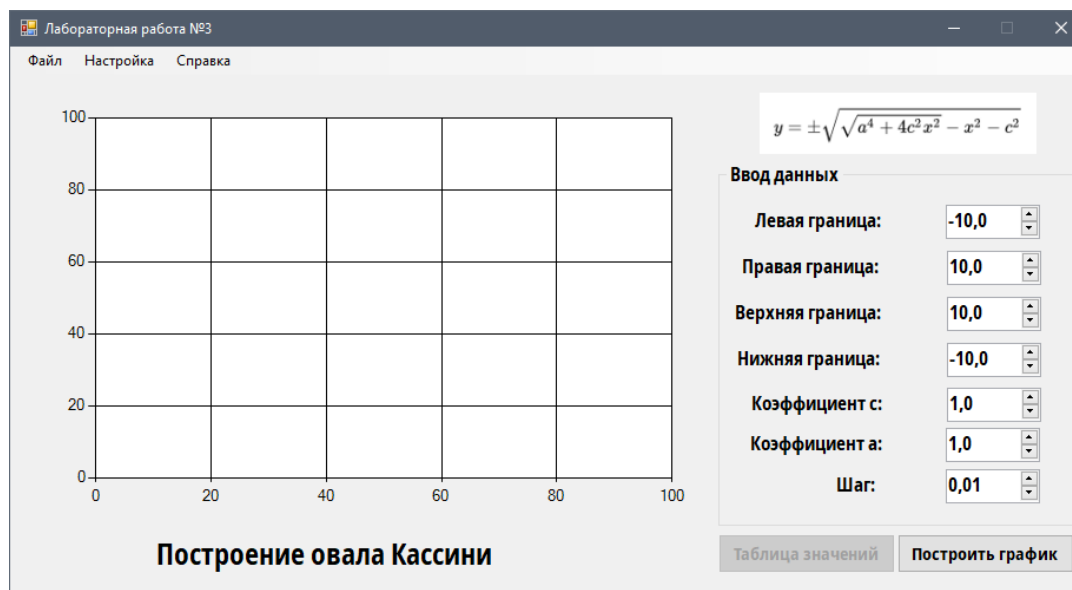 Лабораторная работа №3
Файл Настройка Справка
y = ±√(√(a⁴ + 4c²x²) − x² − c²)
Ввод данных
Левая граница: -10,0
Правая граница: 10,0
Верхняя граница: 10,0
Нижняя граница: -10,0
Коэффициент с: 1,0
Коэффициент а: 1,0
Шаг: 0,01
100
80
60
40
20
0
0 20 40 60 80 100
Построение овала Кассини
Таблица значений Построить график